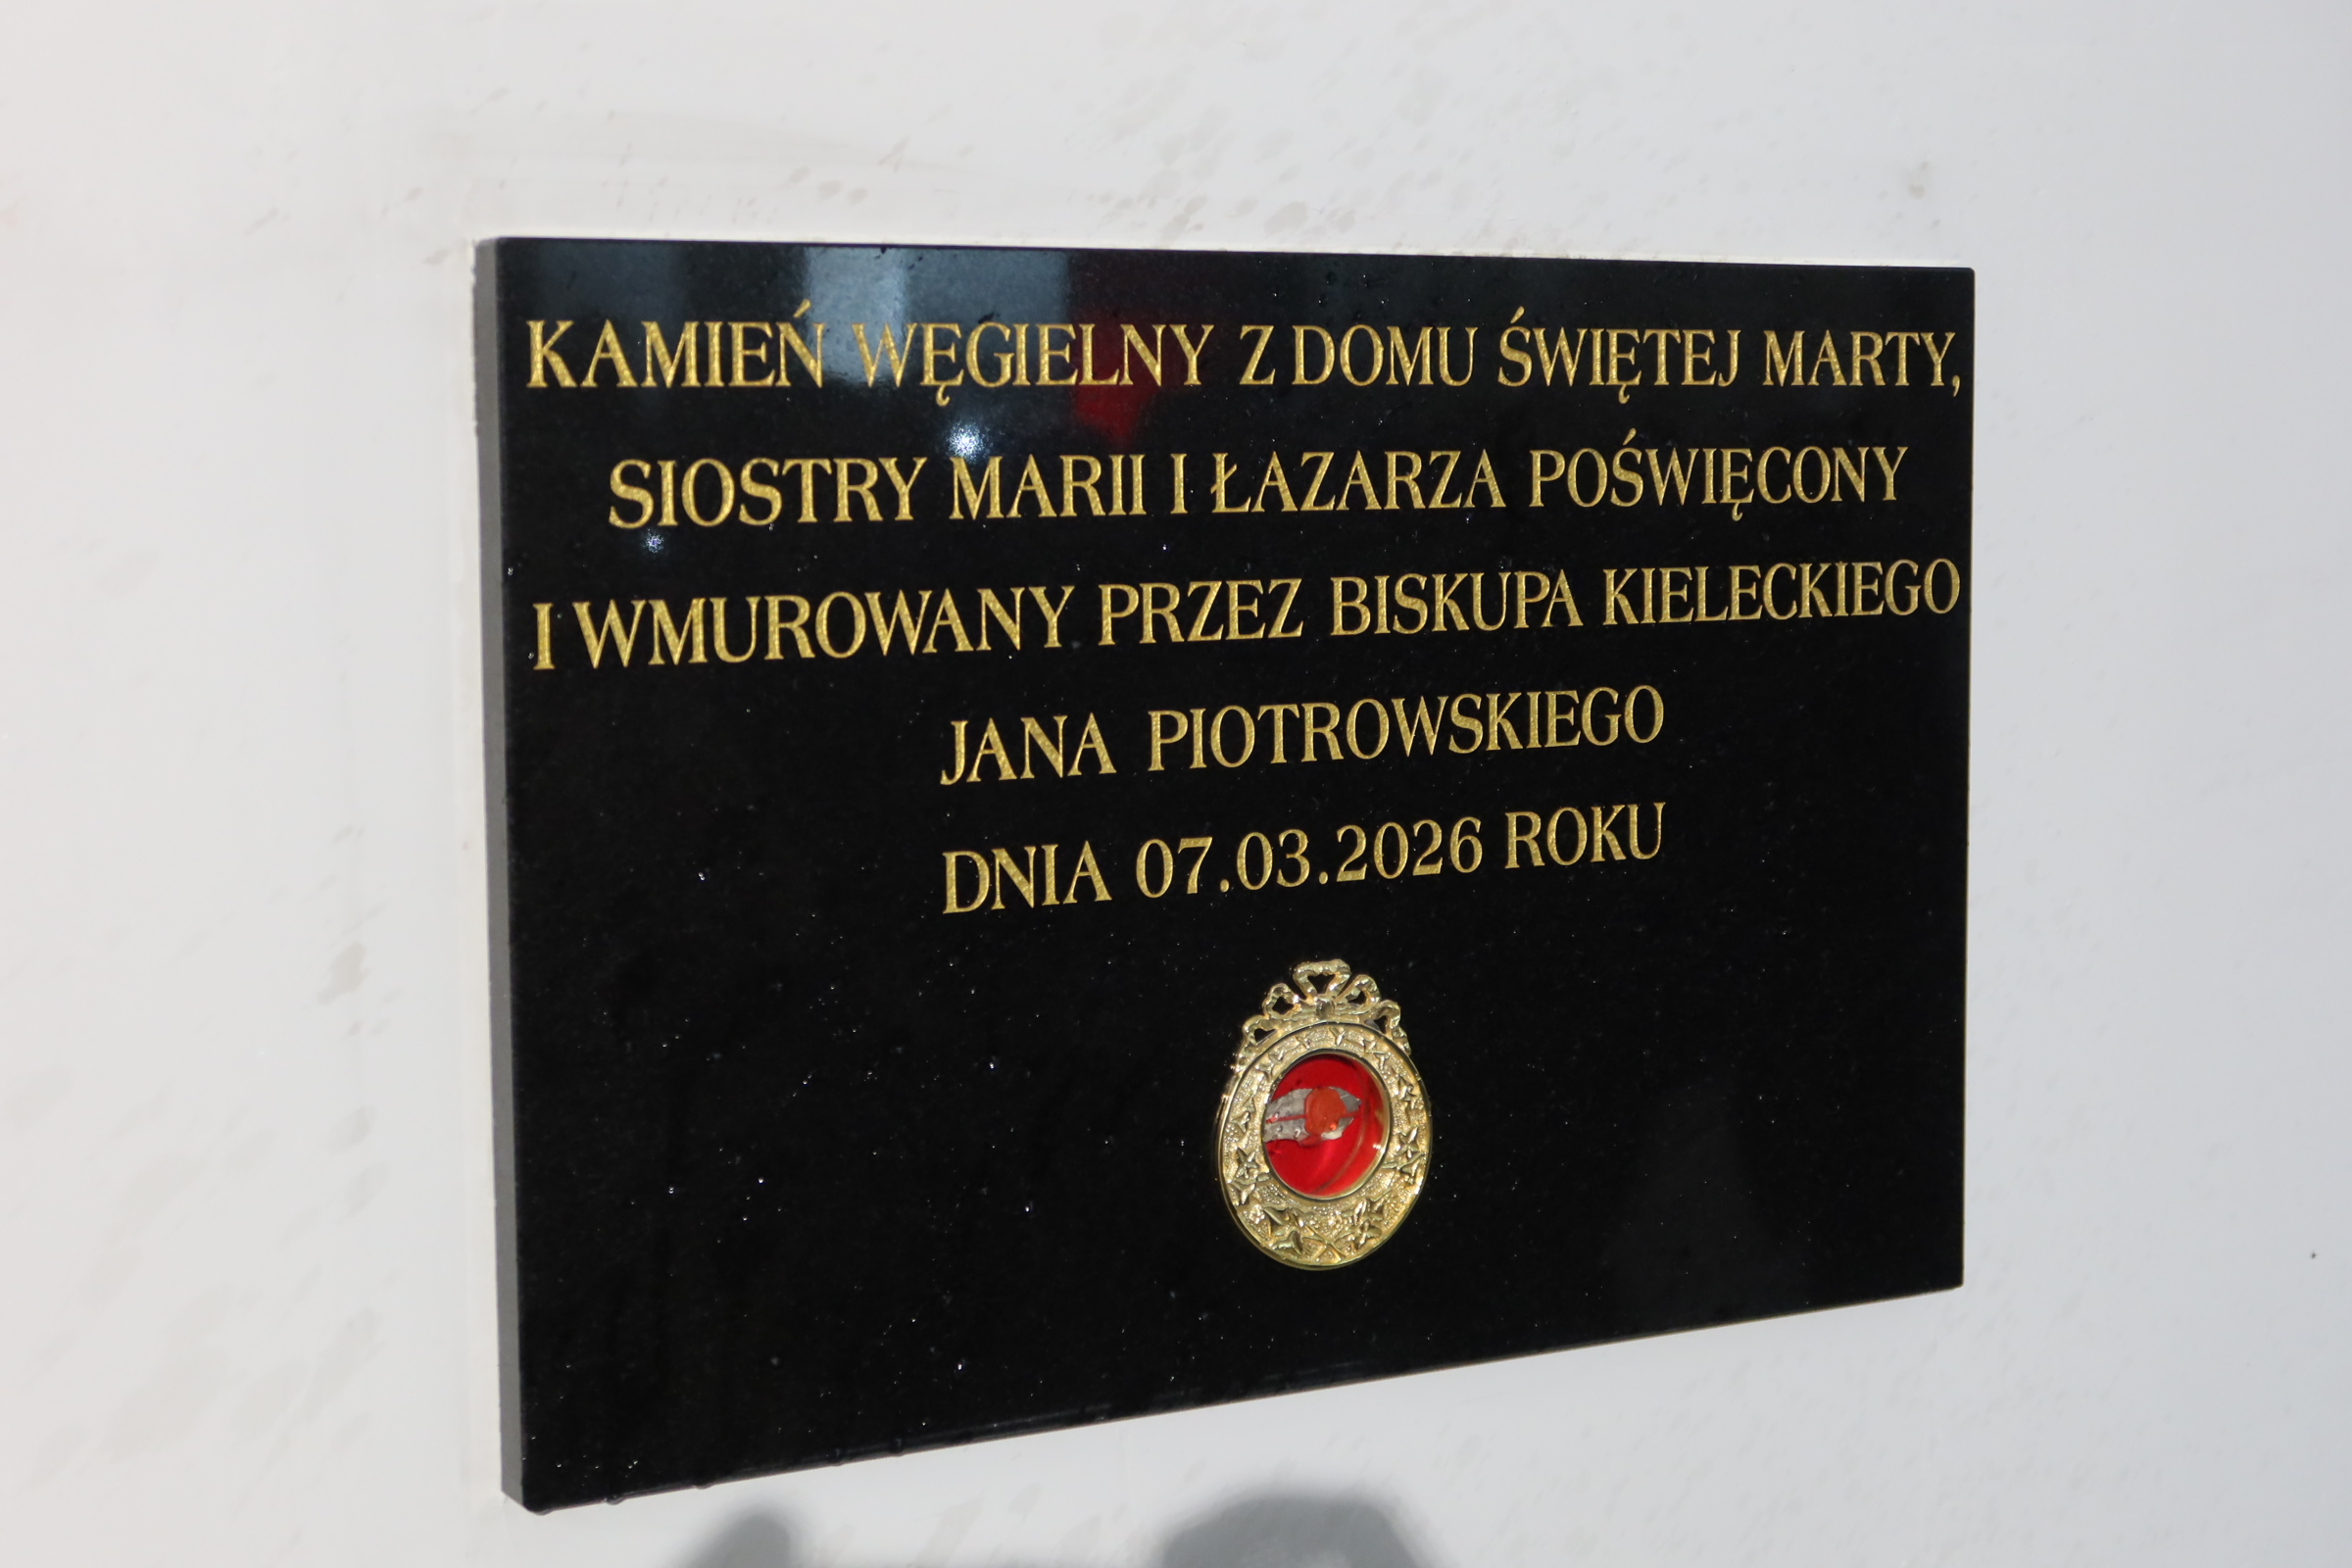 KAMIEŃ WĘGIELNY Z DOMU ŚWIĘTEJ MARTY,
SIOSTRY MARII I ŁAZARZA POŚWIĘCONY
I WMUROWANY PRZEZ BISKUPA KIELECKIEGO
JANA PIOTROWSKIEGO
DNIA 07.03.2026 ROKU